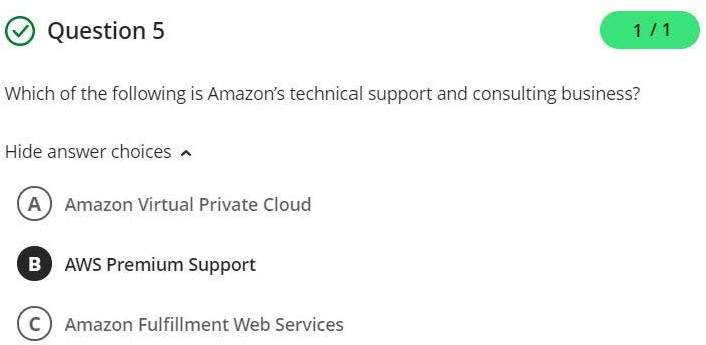 Question 5
1 / 1
Which of the following is Amazon’s technical support and consulting business?
Hide answer choices
A Amazon Virtual Private Cloud
B AWS Premium Support
C Amazon Fulfillment Web Services